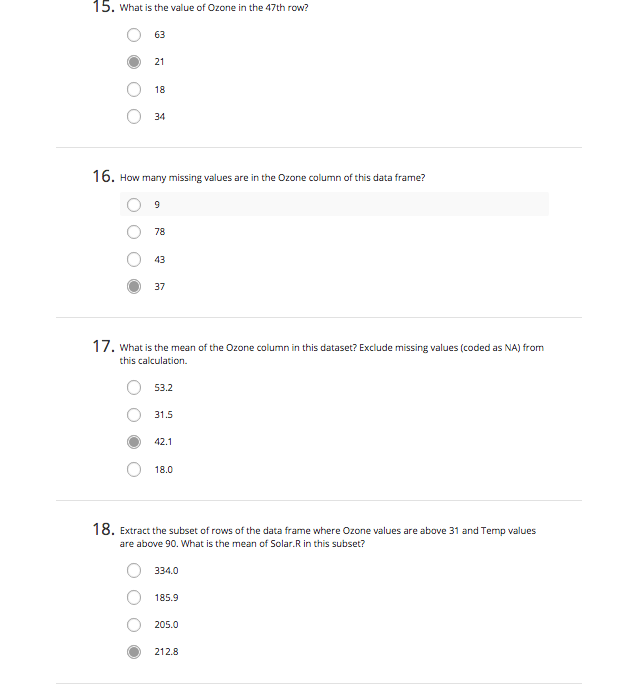 15. What is the value of Ozone in the 47th row?
63
21
18
34
16. How many missing values are in the Ozone column of this data frame?
9
78
43
37
17. What is the mean of the Ozone column in this dataset? Exclude missing values (coded as NA) from
this calculation.
53.2
31.5
42.1
18.0
18. Extract the subset of rows of the data frame where Ozone values are above 31 and Temp values
are above 90. What is the mean of Solar.R in this subset?
334.0
185.9
205.0
212.8